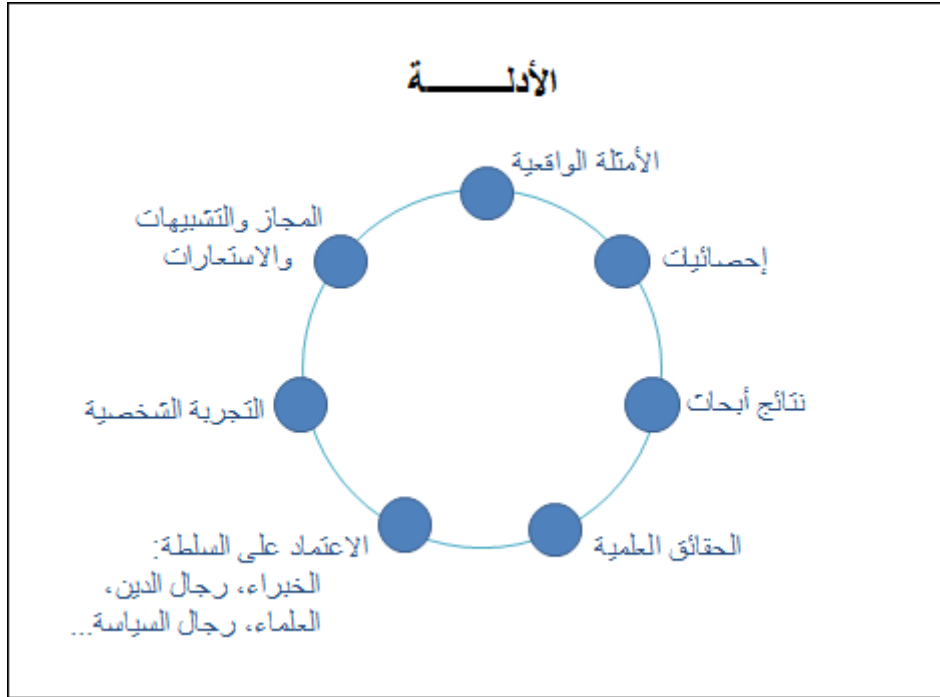 الأدلـــــــة
الأمثلة الواقعية
إحصائيات
نتائج أبحاث
الحقائق العلمية
الاعتماد على السلطة:
الخبراء، رجال الدين،
العلماء، رجال السياسة...
التجربة الشخصية
المجاز والتشبيهات
والاستعارات